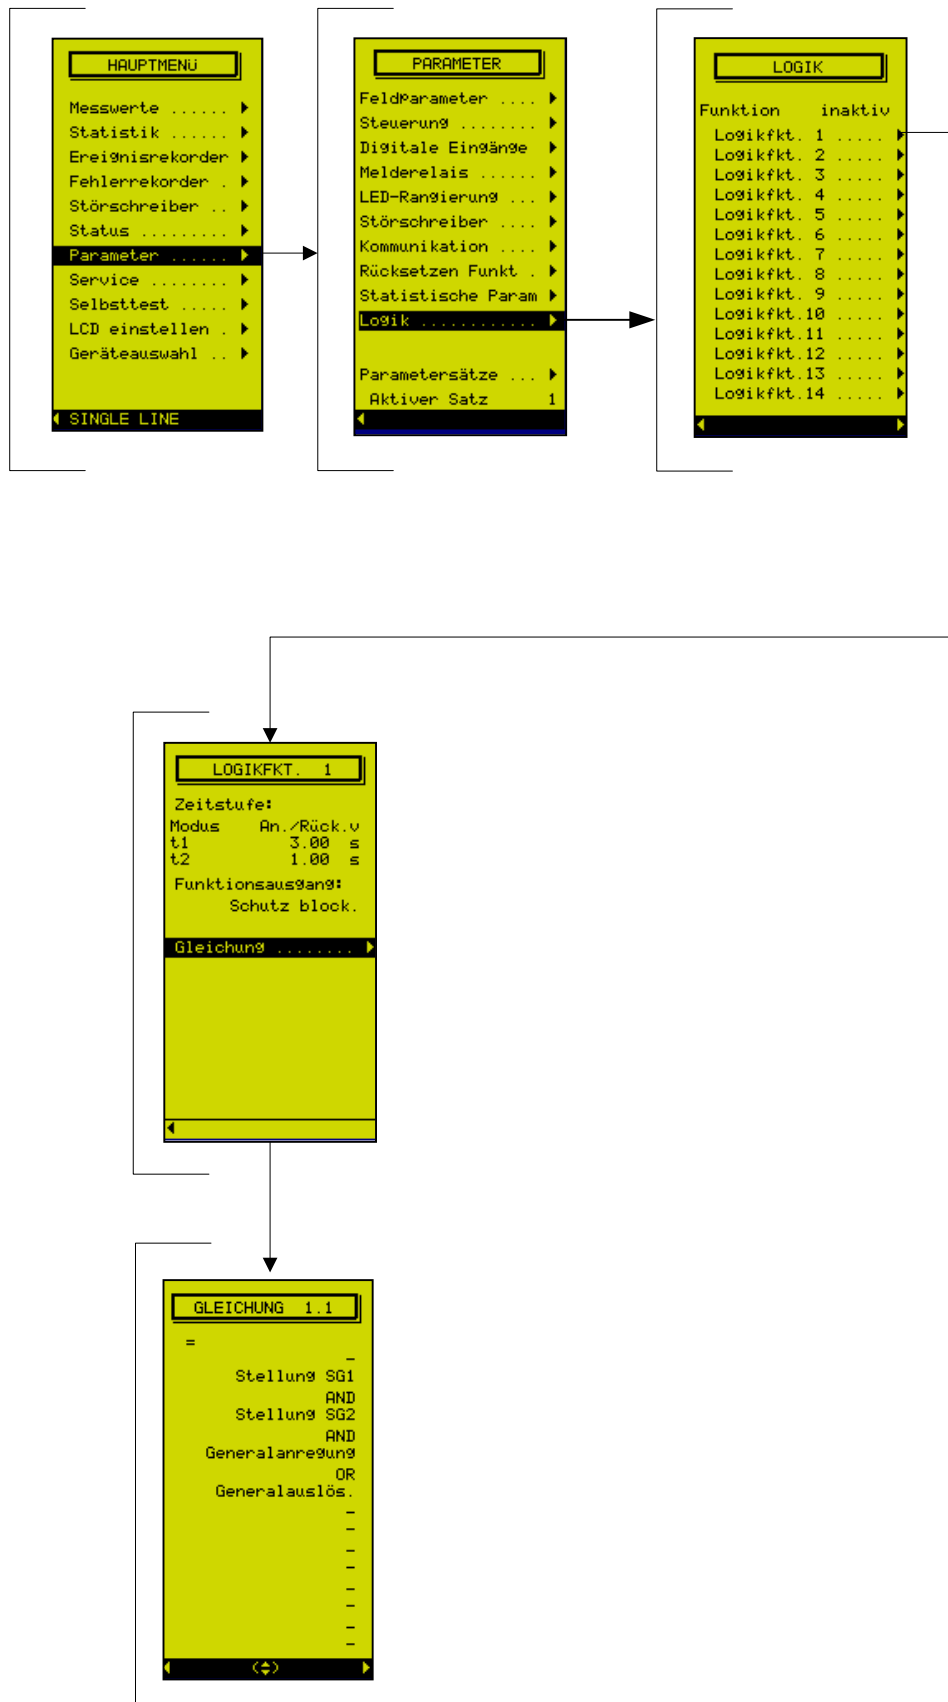 HAUPTMENÜ
Messwerte ......
Statistik ......
Ereignisrekorder
Fehlerrekorder .
Störschreiber ..
Status .........
Parameter ......
Service ........
Selbsttest .....
LCD einstellen .
Geräteauswahl ..
SINGLE LINE
PARAMETER
Feldparameter ....
Steuerung ........
Digitale Eingänge
Melderelais ......
LED-Rangierung ...
Störschreiber ....
Kommunikation ....
Rücksetzen Funkt .
Statistische Param
Logik ............
Parametersätze ...
Aktiver Satz 1
LOGIK
Funktion inaktiv
Logikfkt. 1 .....
Logikfkt. 2 .....
Logikfkt. 3 .....
Logikfkt. 4 .....
Logikfkt. 5 .....
Logikfkt. 6 .....
Logikfkt. 7 .....
Logikfkt. 8 .....
Logikfkt. 9 .....
Logikfkt.10 .....
Logikfkt.11 .....
Logikfkt.12 .....
Logikfkt.13 .....
Logikfkt.14 .....
LOGIKFKT. 1
Zeitstufe:
Modus An./Rück.v
t1 3.00 s
t2 1.00 s
Funktionsausgang:
Schutz block.
Gleichung ........
GLEICHUNG 1.1
=
–
Stellung SG1
AND
Stellung SG2
AND
Generalanregung
OR
Generalauslös.
–
–
–
–
–
–
–
–